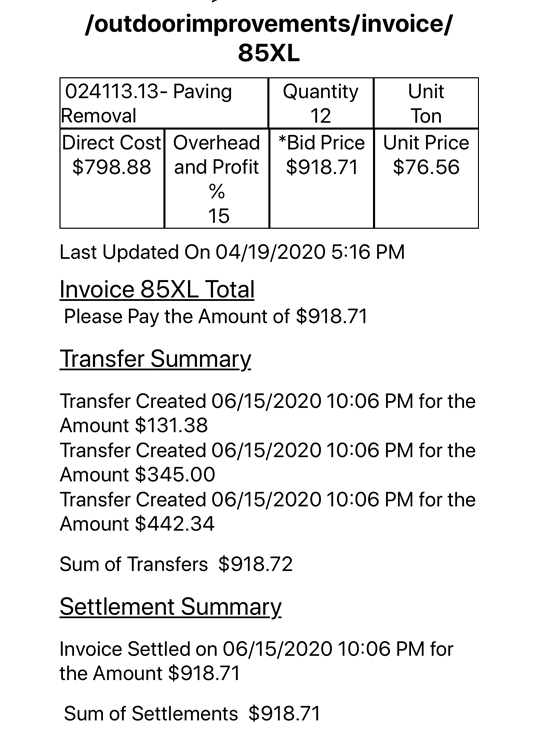 /outdoorimprovements/invoice/
85XL
024113.13- Paving
Removal
Quantity
12
Unit
Ton
Direct Cost
$798.88
Overhead
and Profit
%
15
*Bid Price
$918.71
Unit Price
$76.56
Last Updated On 04/19/2020 5:16 PM
Invoice 85XL Total
Please Pay the Amount of $918.71
Transfer Summary
Transfer Created 06/15/2020 10:06 PM for the
Amount $131.38
Transfer Created 06/15/2020 10:06 PM for the
Amount $345.00
Transfer Created 06/15/2020 10:06 PM for the
Amount $442.34
Sum of Transfers $918.72
Settlement Summary
Invoice Settled on 06/15/2020 10:06 PM for
the Amount $918.71
Sum of Settlements $918.71